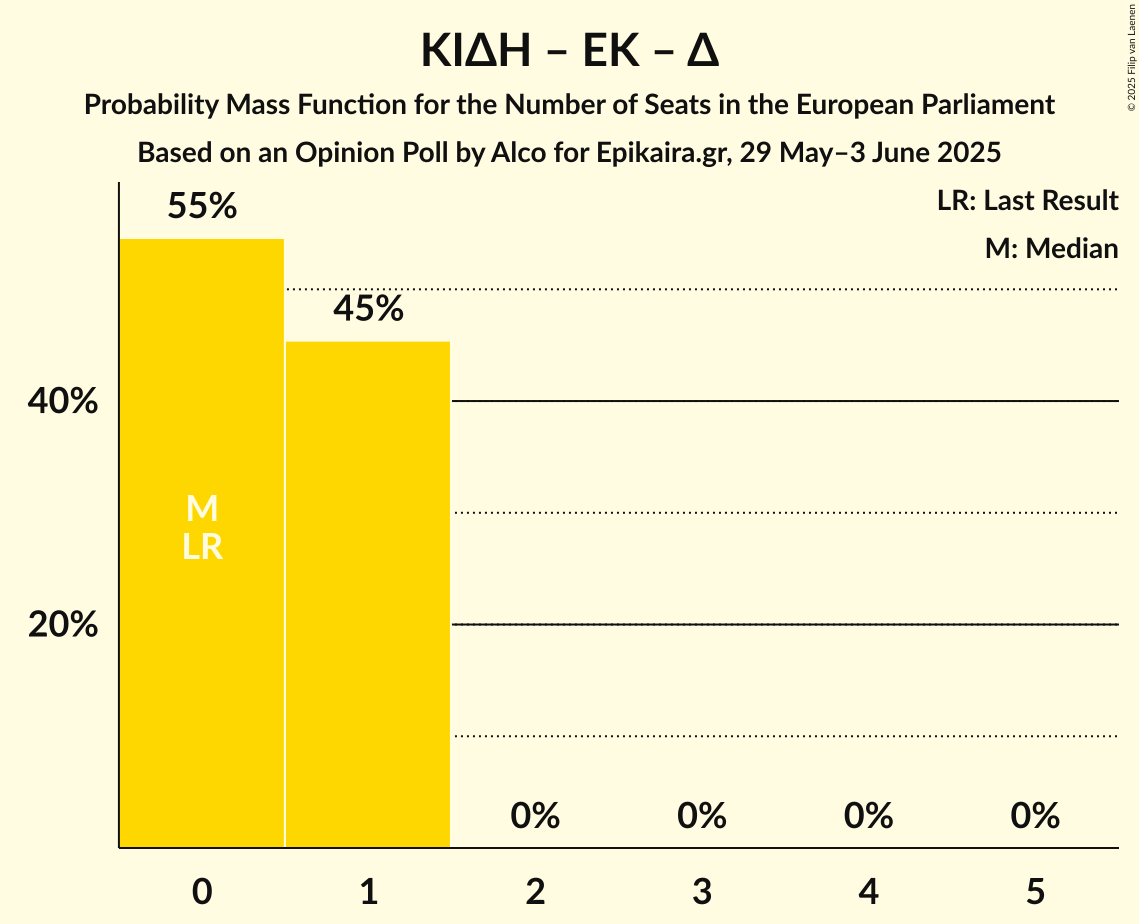 ΚΙΔΗ – ΕΚ – Δ
Probability Mass Function for the Number of Seats in the European Parliament
Based on an Opinion Poll by Alco for Epikaira.gr, 29 May–3 June 2025
© 2025 Filip van Laenen
LR: Last Result
M: Median
55%
45%
40%
20%
M
LR
0%
0%
0%
0%
0
1
2
3
4
5